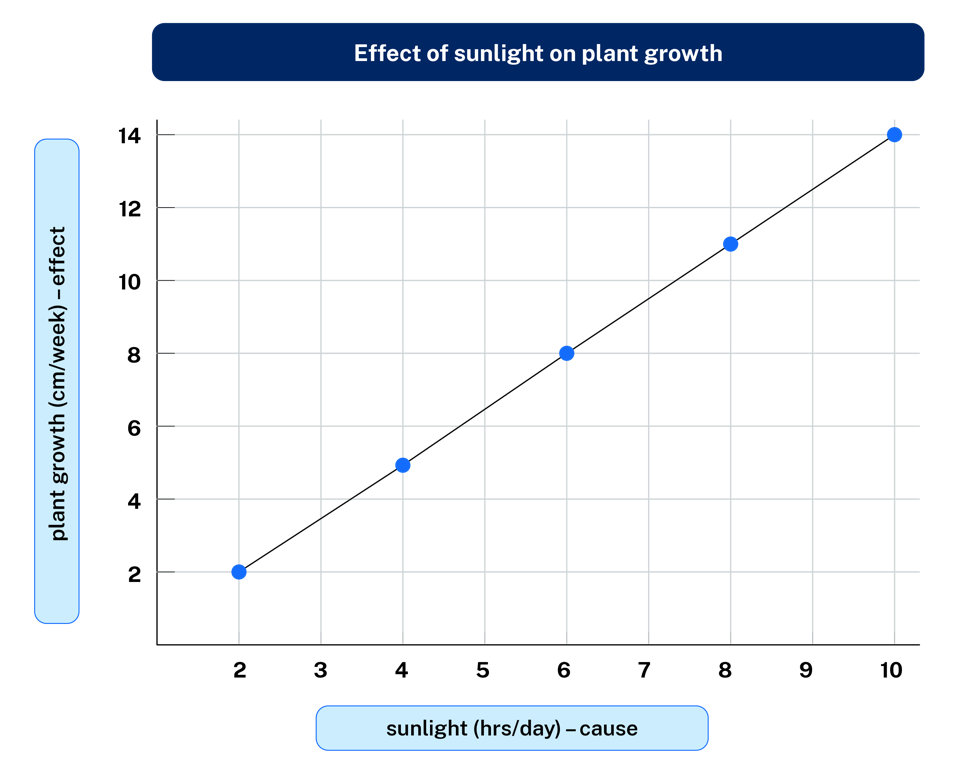 Effect of sunlight on plant growth
plant growth (cm/week) – effect
14
12
10
8
6
4
2
2 3 4 5 6 7 8 9 10
sunlight (hrs/day) – cause